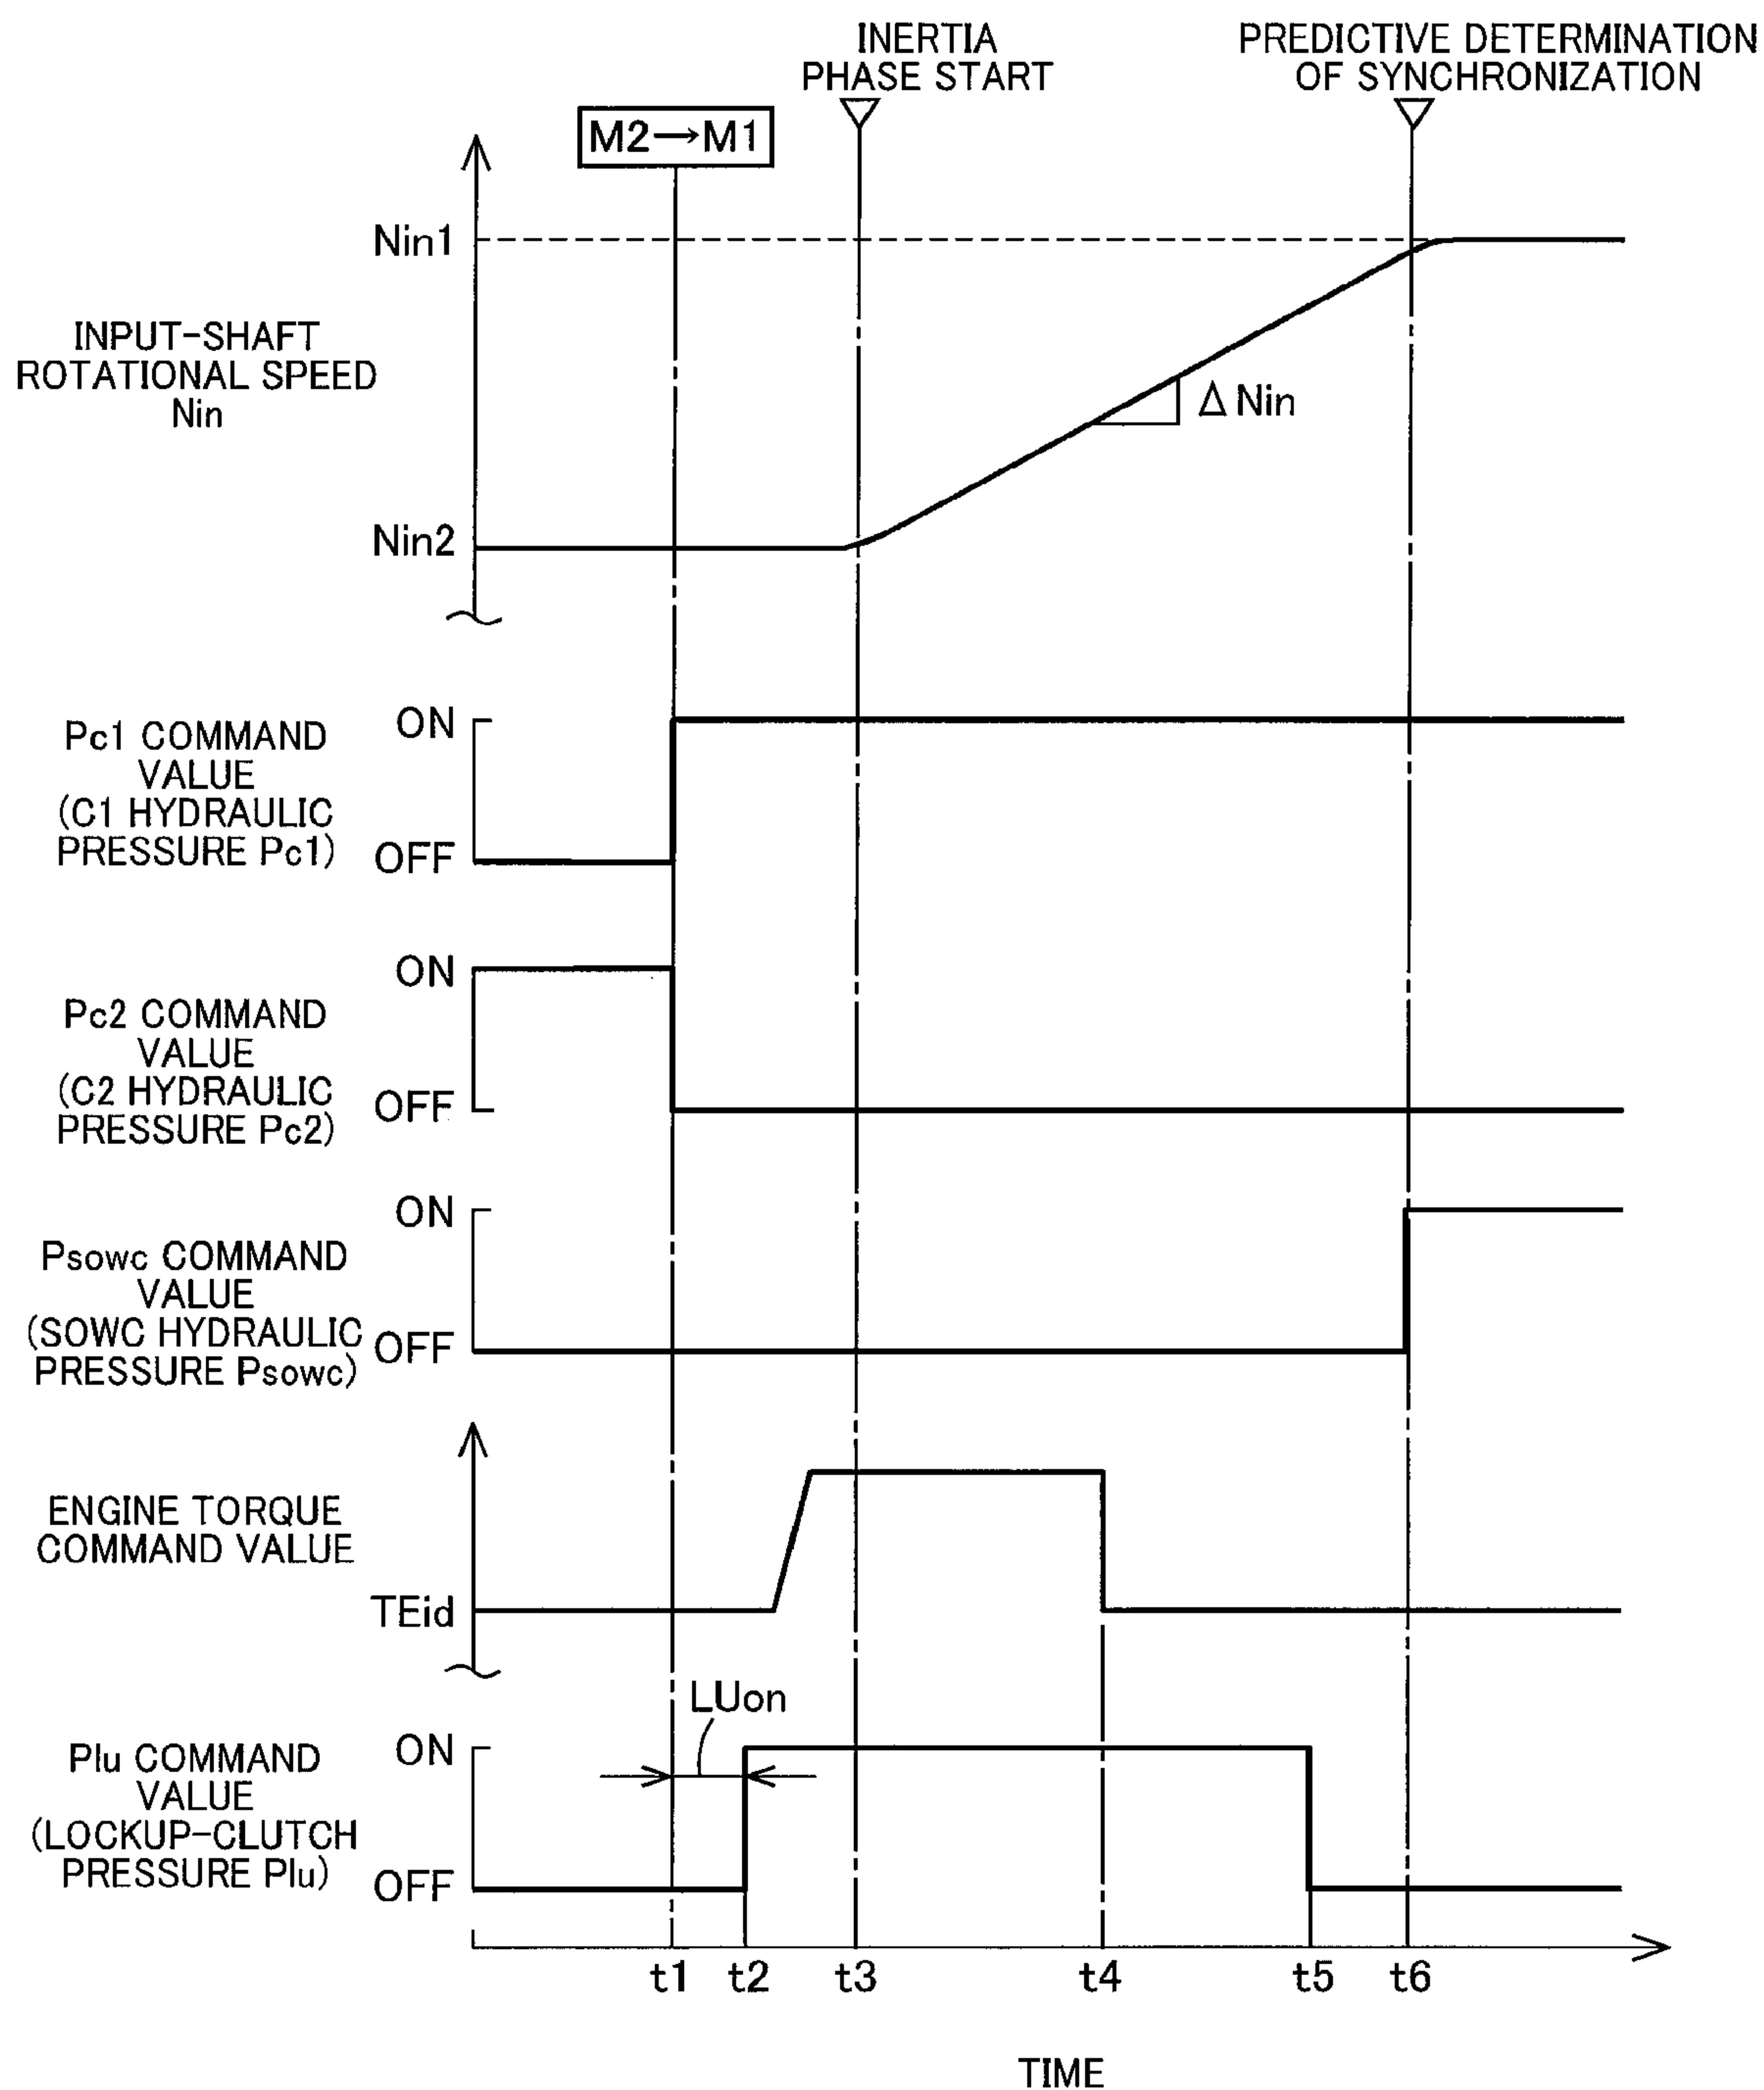 INERTIA
PHASE START
PREDICTIVE DETERMINATION
OF SYNCHRONIZATION
M2→M1
Nin1
INPUT-SHAFT
ROTATIONAL SPEED
Nin
Δ Nin
Nin2
Pc1 COMMAND
VALUE
(C1 HYDRAULIC
PRESSURE Pc1)
ON
OFF
Pc2 COMMAND
VALUE
(C2 HYDRAULIC
PRESSURE Pc2)
ON
OFF
Psowc COMMAND
VALUE
(SOWC HYDRAULIC
PRESSURE Psowc)
ON
OFF
ENGINE TORQUE
COMMAND VALUE
TEid
LUon
Plu COMMAND
VALUE
(LOCKUP-CLUTCH
PRESSURE Plu)
ON
OFF
t1 t2 t3 t4 t5 t6
TIME